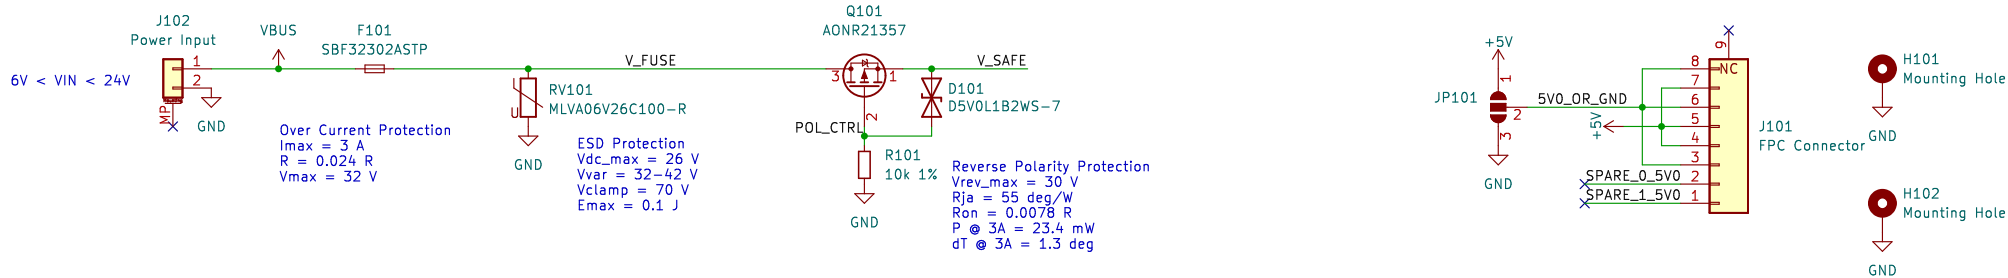 J102
Power Input
1
2
MP
6V < VIN < 24V
GND
VBUS
F101
SBF32302ASTP
Over Current Protection
Imax = 3 A
R = 0.024 R
Vmax = 32 V
V_FUSE
U
RV101
MLVA06V26C100-R
GND
ESD Protection
Vdc_max = 26 V
Vvar = 32-42 V
Vclamp = 70 V
Emax = 0.1 J
Q101
AONR21357
3
1
2
POL_CTRL
R101
10k 1%
GND
V_SAFE
D101
D5V0L1B2WS-7
Reverse Polarity Protection
Vrev_max = 30 V
Rja = 55 deg/W
Ron = 0.0078 R
P @ 3A = 23.4 mW
dT @ 3A = 1.3 deg
+5V
1
JP101
2
3
GND
5V0_OR_GND
+5V
SPARE_0_5V0
SPARE_1_5V0
9
NC
8
7
6
5
4
3
2
1
J101
FPC Connector
H101
Mounting Hole
GND
H102
Mounting Hole
GND